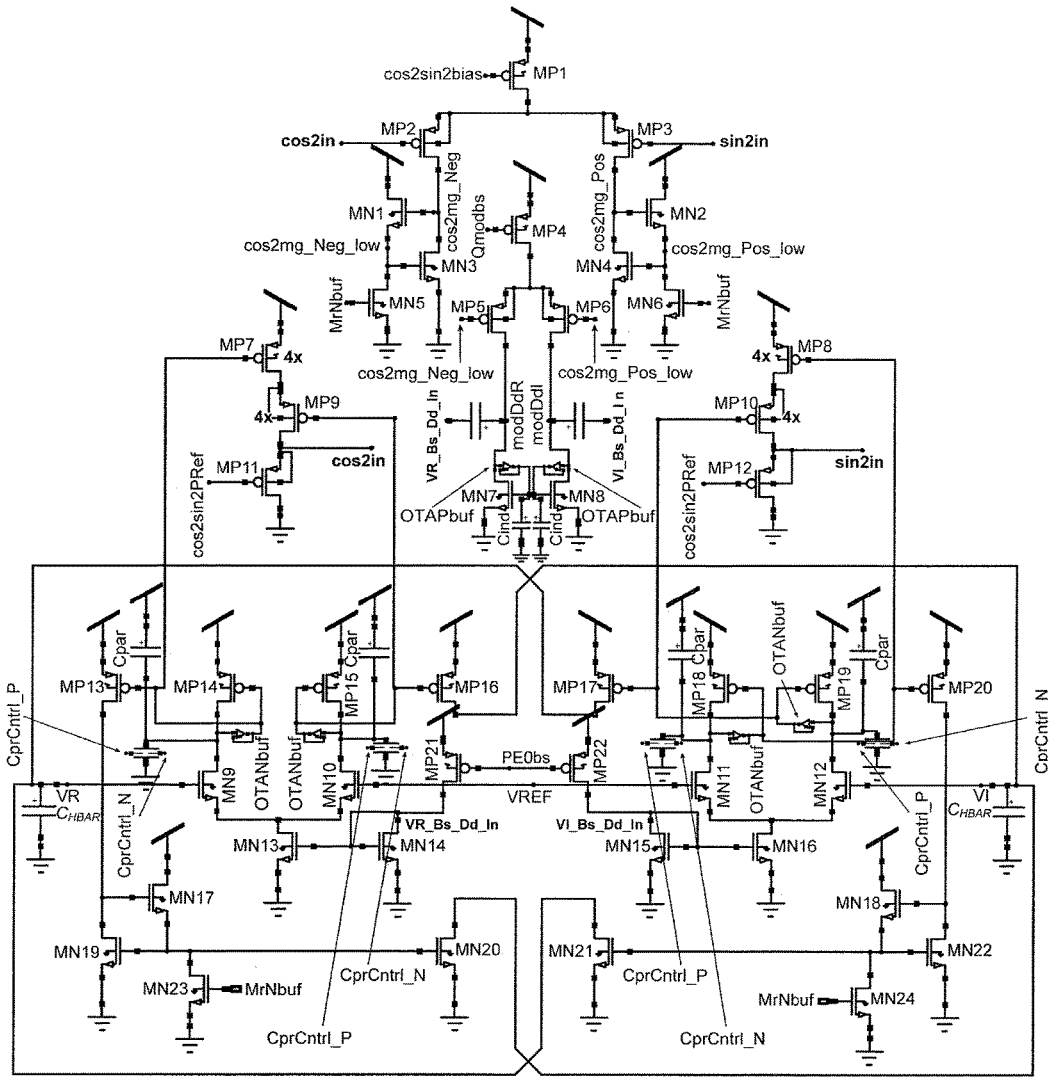 MP1
cos2sin2bias
MP2
MP3
cos2in
sin2in
cos2mg_Neg
cos2mg_Pos
MN1
MN2
Qmodbs
MP4
cos2mg_Neg_low
cos2mg_Pos_low
MN3
MN4
MrNbuf
MN5
MN6
MrNbuf
MP5
MP6
MP7
4x
MP8
4x
cos2mg_Neg_low
cos2mg_Pos_low
MP9
4x
MP10
4x
VR_Bs_Dd_In
modDdR
modDdI
VI_Bs_Dd_In
cos2in
sin2in
MP11
MP12
cos2sin2PRef
cos2sin2PRef
MN7
MN8
OTAPbuf
OTAPbuf
Cind
Cind
Cpar
Cpar
Cpar
Cpar
OTANbuf
MP13
MP14
MP15
MP16
MP17
MP18
MP19
MP20
CprCntrl_P
CprCntrl_N
MP21
MP22
PE0bs
MN9
OTANbuf
OTANbuf
MN10
MN11
OTANbuf
MN12
VR
CHBAR
VREF
VI
CHBAR
CprCntrl_N
CprCntrl_P
VR_Bs_Dd_In
VI_Bs_Dd_In
MN13
MN14
MN15
MN16
MN17
MN18
MN19
MN20
MN21
MN22
CprCntrl_N
CprCntrl_P
MN23
MrNbuf
MrNbuf
MN24
CprCntrl_P
CprCntrl_N